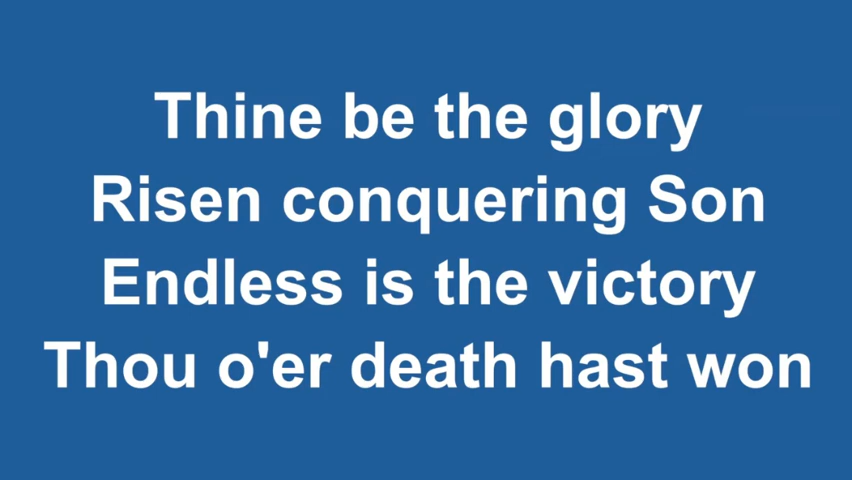 Thine be the glory
Risen conquering Son
Endless is the victory
Thou o'er death hast won